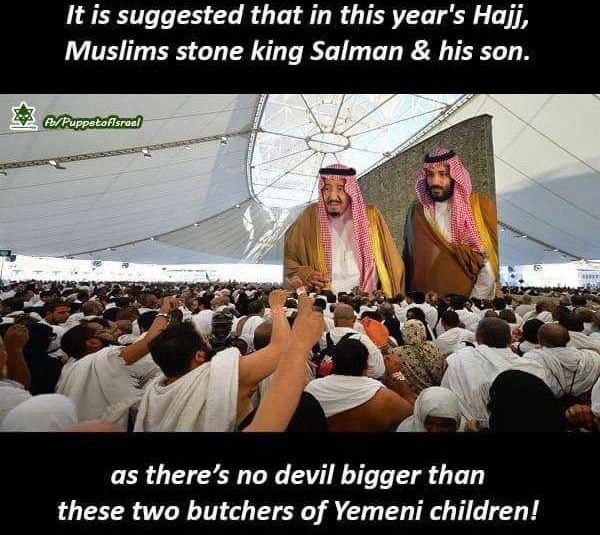 It is suggested that in this year's Hajj,
Muslims stone king Salman & his son.
fb/PuppetofIsrael
as there's no devil bigger than
these two butchers of Yemeni children!